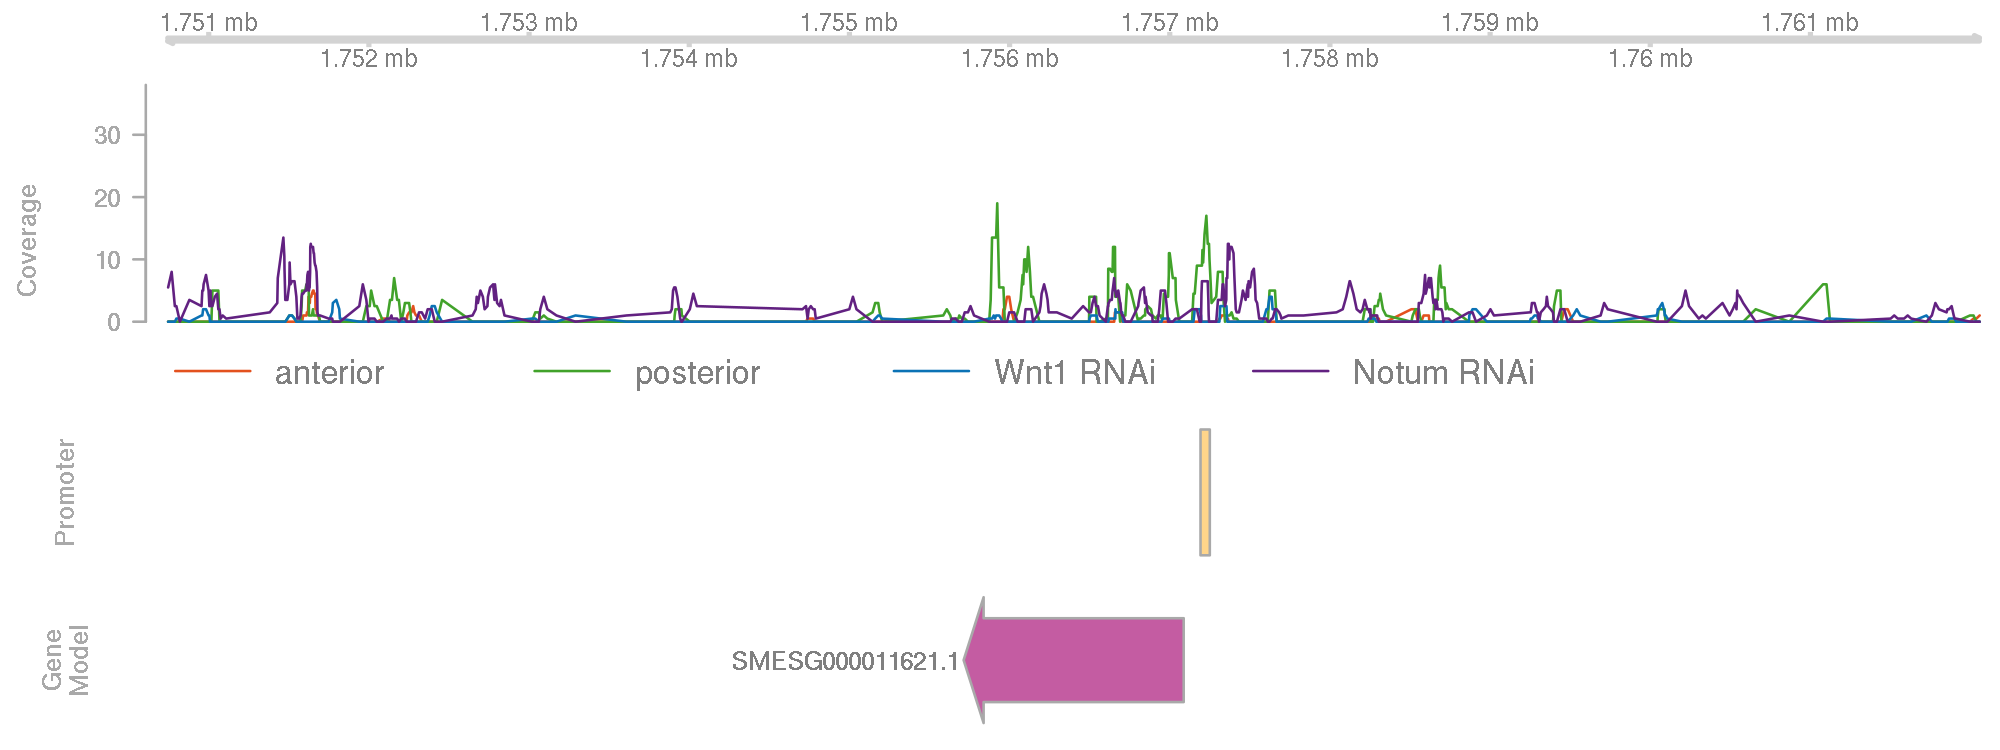 1.751 mb 1.753 mb 1.755 mb 1.757 mb 1.759 mb 1.761 mb
1.752 mb 1.754 mb 1.756 mb 1.758 mb 1.76 mb
Coverage
30
20
10
0
anterior posterior Wnt1 RNAi Notum RNAi
Promoter
Gene
Model
SMESG000011621.1